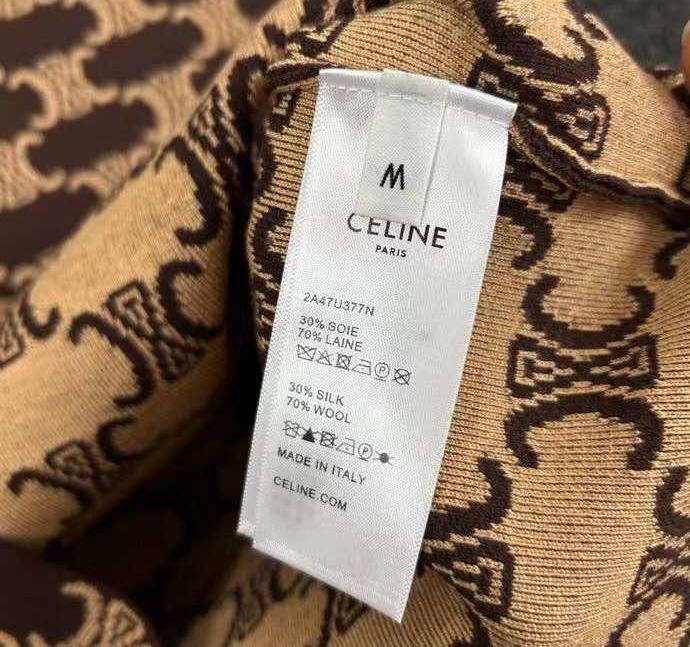 M
CELINE
PARIS
2A47U377N
30% SOIE
70% LAINE
30% SILK
70% WOOL
MADE IN ITALY
CELINE.COM